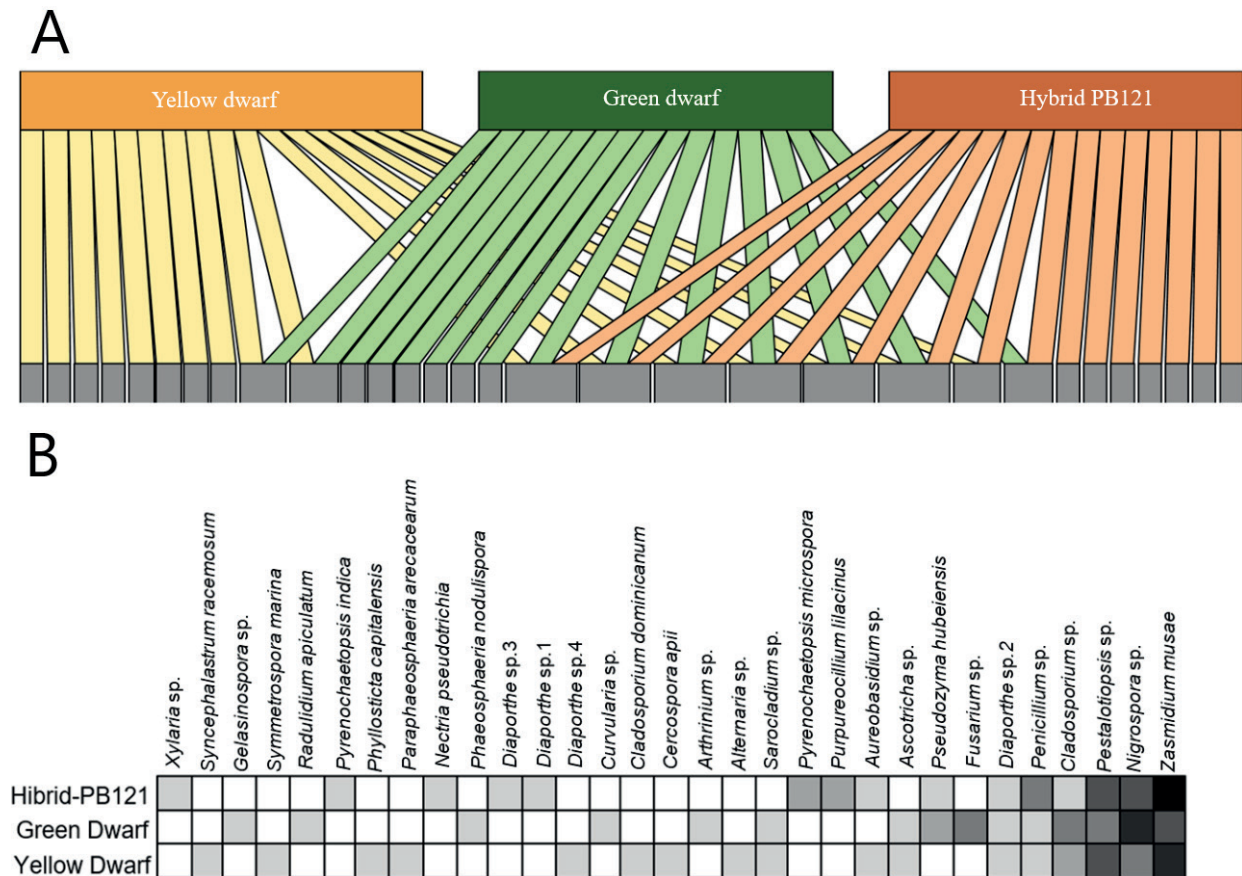 A
Yellow dwarf
Green dwarf
Hybrid PB121
B
Xylaria sp.
Syncephalastrum racemosum
Gelasinospora sp.
Symmetrospora marina
Radulidium apiculatum
Pyrenochaetopsis indica
Phyllosticta capitalensis
Paraphaeosphaeria arecacearum
Nectria pseudotrichia
Phaeosphaeria nodulispora
Diaporthe sp.3
Diaporthe sp.1
Diaporthe sp.4
Curvularia sp.
Cladosporium dominicanum
Cercospora apii
Arthrinium sp.
Alternaria sp.
Sarocladium sp.
Pyrenochaetopsis microspora
Purpureocillium lilacinus
Aureobasidium sp.
Ascotricha sp.
Pseudozyma hubeiensis
Fusarium sp.
Diaporthe sp.2
Penicillium sp.
Cladosporium sp.
Pestalotiopsis sp.
Nigrospora sp.
Zasmidium musae
Hibrid-PB121
Green Dwarf
Yellow Dwarf